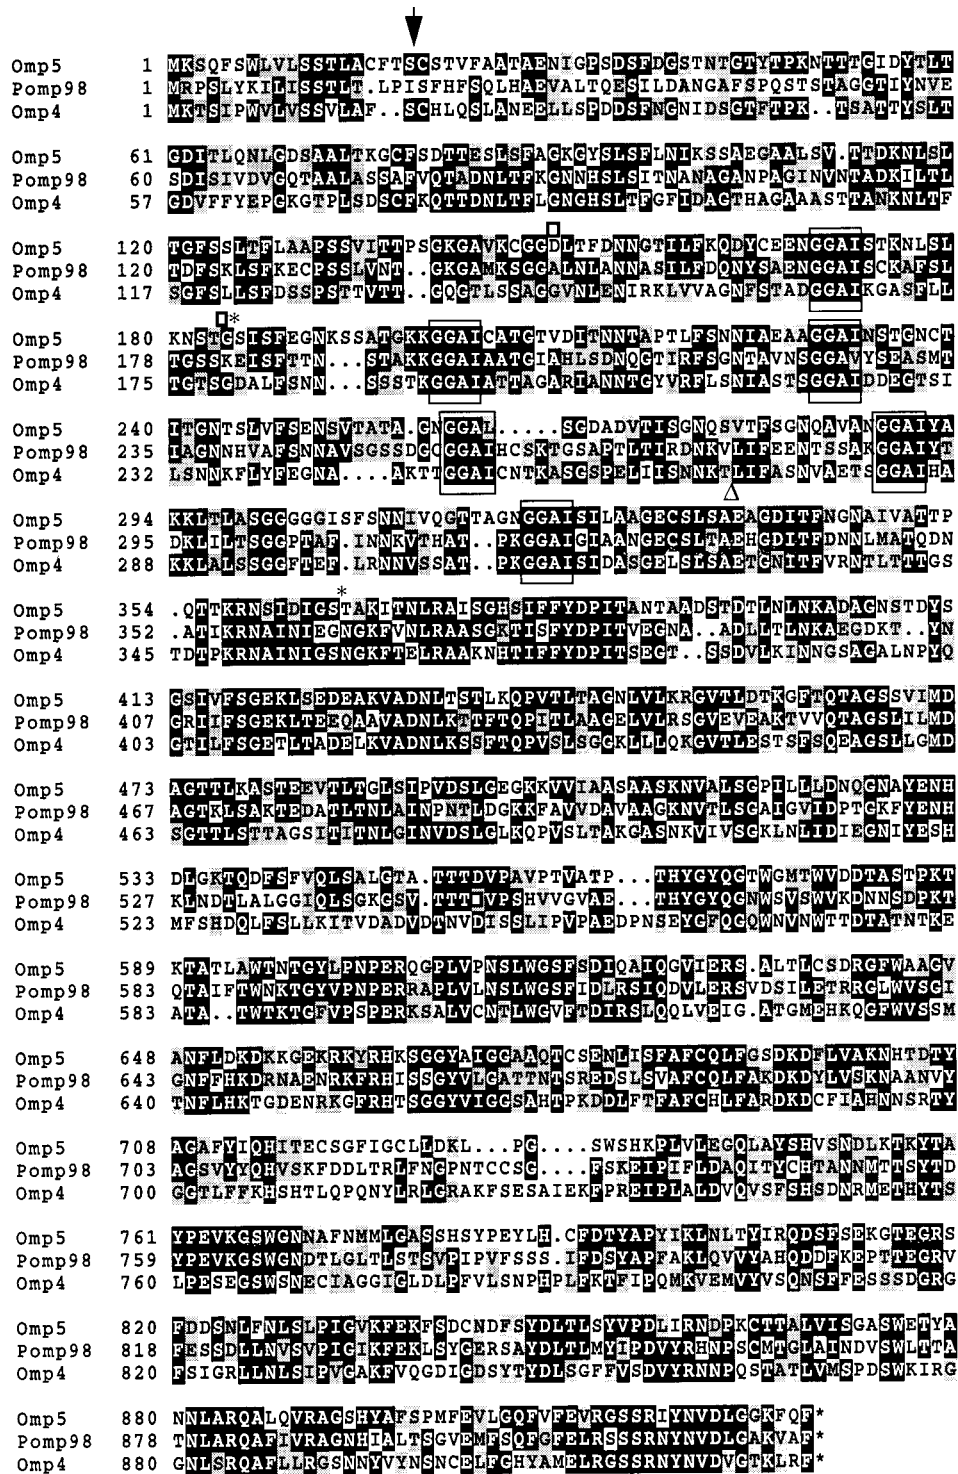 Omp5 1 MKSQFSWLVLSSTLACFTSCSTVFAATAENIGPSDSFDGSTNTGTYTPKNTTTGIDYTLT
Pomp98 1 MRPSLYKILISSTLT.LPISFHFSQLHAEVALTQESILDANGAFSPQSTSTAGGTIYNVE
Omp4 1 MKTSIPWVLVSSVLAF..SCHLQSLANEELLSPDDSFNGNIDSGTFTPK..TSATTYSLT
Omp5 61 GDITLQNLGDSAALTKGCFSDTTESLSFAGKGYSLSFLNIKSSAEGAALSV.TTDKNLSL
Pomp98 60 SDISIVDVGQTAALASSAFVQTADNLTFKGNNHSLSITNANAGANPAGINVNTADKILTL
Omp4 57 GDVFFYEPGKGTPLSDSCFKQTTDNLTFLGNGHSLTFGFIDAGTHAGAAASTTANKNLTF
Omp5 120 TGFSSLTFLAAPSSVITTPSGKGAVKCGGDLTFDNNGTILFKQDYCEENGGAISTKNLSL
Pomp98 120 TDFSKLSFKECPSSLVNT..GKGAMKSGGALNLANNASILFDQNYSAENGGAISCKAFSL
Omp4 117 SGFSLLSFDSSPSTTVTT..GQGTLSSAGGVNLENIRKLVVAGNFSTADGGAIKGASFLL
*
Omp5 180 KNSTGSISFEGNKSSATGKKGGAICATGTVDITNNTAPTLFSNNIAEAAGGAINSTGNCT
Pomp98 178 TGSSKEISFTTN...STAKKGGAIAATGIAHLSDNQGTIRFSGNTAVNSGGAVYSEASMT
Omp4 175 TGTSGDALFSNN...SSSTKGGAIATTAGARIANNTGYVRFLSNIASTSGGAIDDEGTSI
Omp5 240 ITGNTSLVFSENSVTATA.GNGGAL.....SGDADVTISGNQSVTFSGNQAVANGGAIYA
Pomp98 235 IAGNNHVAFSNNAVSGSSDGCGGAIHCSKTGSAPTLTIRDNKVLIFEENTSSAKGGAIYT
Omp4 232 LSNNKFLYFEGNA....AKTTGGAICNTKASGSPELIISNNKTLIFASNVAETSGGAIHA
Omp5 294 KKLTLASGGGGGISFSNNIVQGTTAGNGGAISILAAGECSLSAEAGDITFNGNAIVATTP
Pomp98 295 DKLILTSGGPTAF.INNKVTHAT..PKGGAIGIAANGECSLTAEHGDITFDNNLMATQDN
Omp4 288 KKLALSSGGFTEF.LRNNVSSAT..PKGGAISIDASGELSLSAETGNITFVRNTLTTTGS
*
Omp5 354 .QTTKRNSIDIGSTAKITNLRAISGHSIFFYDPITANTAADSTDTLNLNKADAGNSTDYS
Pomp98 352 .ATIKRNAINIEGNGKFVNLRAASGKTISFYDPITVEGNA..ADLLTLNKAEGDKT..YN
Omp4 345 TDTPKRNAINIGSNGKFTELRAAKNHTIFFYDPITSEGT..SSDVLKINNGSAGALNPYQ
Omp5 413 GSIVFSGEKLSEDEAKVADNLTSTLKQPVTLTAGNLVLKRGVTLDTKGFTQTAGSSVIMD
Pomp98 407 GRIIFSGEKLTEEQAAVADNLKTTFTQPITLAAGELVLRSGVEVEAKTVVQTAGSLILMD
Omp4 403 GTILFSGETLTADELKVADNLKSSFTQPVSLSGGKLLLQKGVTLESTSFSQEAGSLLGMD
Omp5 473 AGTTLKASTEEVTLTGLSIPVDSLGEGKKVVIAASAASKNVALSGPILLLDNQGNAYENH
Pomp98 467 AGTKLSAKTEDATLTNLAINPNTLDGKKFAVVDAVAAGKNVTLSGAIGVIDPTGKFYENH
Omp4 463 SGTTLSTTAGSITITNLGINVDSLGLKQPVSLTAKGASNKVIVSGKLNLIDIEGNIYESH
Omp5 533 DLGKTQDFSFVQLSALGTA.TTTDVPAVPTVATP...THYGYQGTWGMTWVDDTASTPKT
Pomp98 527 KLNDTLALGGIQLSGKGSV.TTTDVPSHVVGVAE...THYGYQGNWSVSWVKDNNSDPKT
Omp4 523 MFSHDQLFSLLKITVDADVDTNVDISSLIPVPAEDPNSEYGFQGQWNVNWTTDTATNTKE
Omp5 589 KTATLAWTNTGYLPNPERQGPLVPNSLWGSFSDIQAIQGVIERS.ALTLCSDRGFWAAGV
Pomp98 583 QTAIFTWNKTGYVPNPERRAPLVLNSLWGSFIDLRSIQDVLERSVDSILETRRGLWVSGI
Omp4 583 ATA..TWTKTGFVPSPERKSALVCNTLWGVFTDIRSLQQLVEIG.ATGMEHKQGFWVSSM
Omp5 648 ANFLDKDKKGEKRKYRHKSGGYAIGGAAQTCSENLISFAFCQLFGSDKDFLVAKNHTDTY
Pomp98 643 GNFFHKDRNAENRKFRHISSGYVLGATTNTSREDSLSVAFCQLFAKDKDYLVSKNAANVY
Omp4 640 TNFLHKTGDENRKGFRHTSGGYVIGGSAHTPKDDLFTFAFCHLFARDKDCFIAHNNSRTY
Omp5 708 AGAFYIQHITECSGFIGCLLDKL...PG....SWSHKPLVLEGQLAYSHVSNDLKTKYTA
Pomp98 703 AGSVYYQHVSKFDDLTRLFNGPNTCCSG....FSKEIPIFLDAQITYCHTANNMTTSYTD
Omp4 700 GGTLFFKHSHTLQPQNYLRLGRAKFSESAIEKFPREIPLALDVQVSFSHSDNRMETHYTS
Omp5 761 YPEVKGSWGNNAFNMMLGASSHSYPEYLH.CFDTYAPYIKLNLTYIRQDSFSEKGTEGRS
Pomp98 759 YPEVKGSWGNDTLGLTLSTSVPIPVFSSS.IFDSYAPFAKLQVVYAHQDDFKEPTTEGRV
Omp4 760 LPESEGSWSNECIAGGIGLDLPFVLSNPHPLFKTFIPQMKVEMVYVSQNSFFESSSDGRG
Omp5 820 FDDSNLFNLSLPIGVKFEKFSDCNDFSYDLTLSYVPDLIRNDPKCTTALVISGASWETYA
Pomp98 818 FESSDLLNVSVPIGIKFEKLSYGERSAYDLTLMYIPDVYRHNPSCMTGLAINDVSWLTTA
Omp4 820 FSIGRLLNLSIPVGAKFVQGDIGDSYTYDLSGFFVSDVYRNNPQSTATLVMSPDSWKIRG
Omp5 880 NNLARQALQVRAGSHYAFSPMFEVLGQFVFEVRGSSRIYNVDLGGKFQF*
Pomp98 878 TNLARQAFIVRAGNHIALTSGVEMFSQFGFELRSSSRNYNVDLGAKVAF*
Omp4 880 GNLSRQAFLLRGSNNYVYNSNCELFGHYAMELRGSSRNYNVDVGTKLRF*